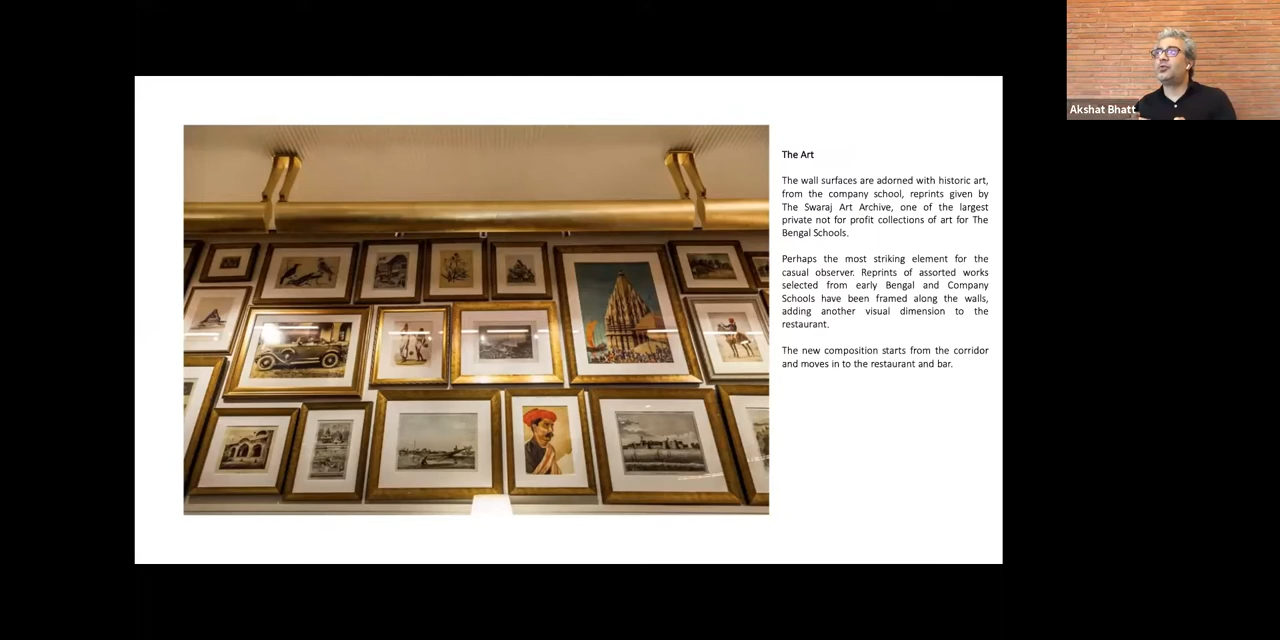 Akshat Bhatt
The Art
The wall surfaces are adorned with historic art,
from the company school, reprints given by
The Swaraj Art Archive, one of the largest
private not for profit collections of art for The
Bengal Schools.
Perhaps the most striking element for the
casual observer. Reprints of assorted works
selected from early Bengal and Company
Schools have been framed along the walls,
adding another visual dimension to the
restaurant.
The new composition starts from the corridor
and moves in to the restaurant and bar.